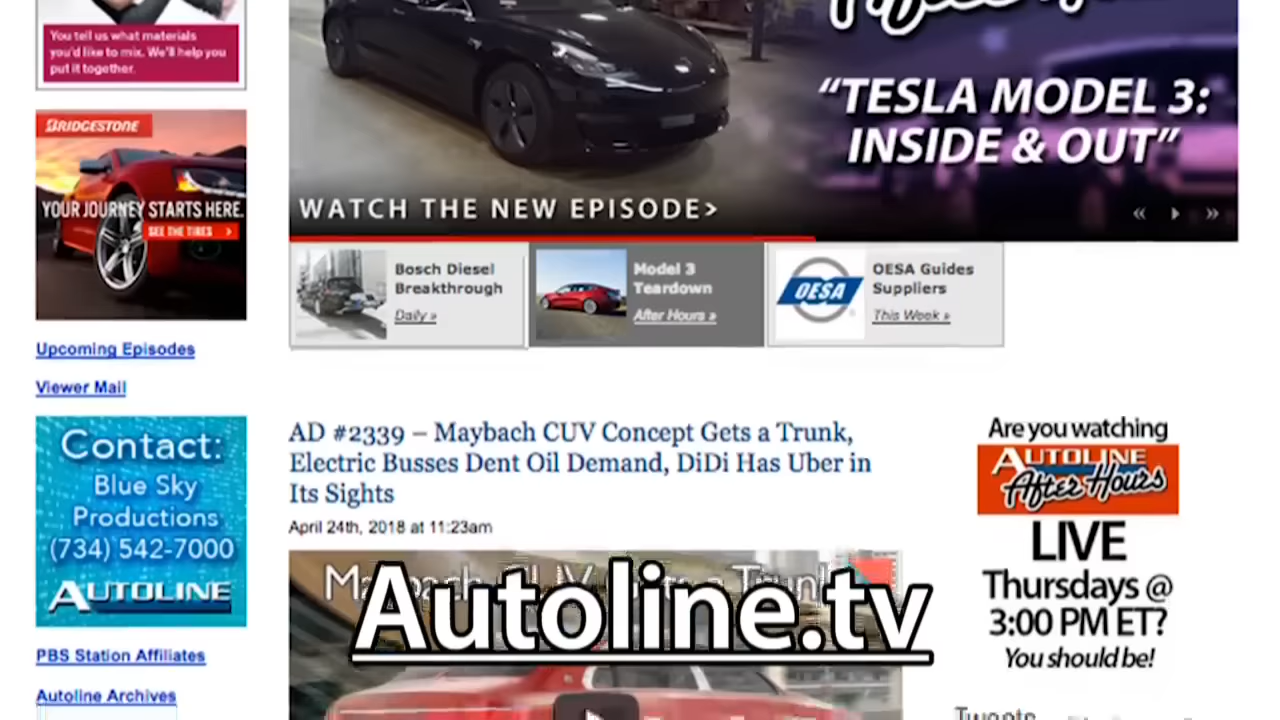 You tell us what materials
you'd like to mix. We'll help you
put it together.
BRIDGESTONE
YOUR JOURNEY STARTS HERE.
SEE THE TIRES >
Upcoming Episodes
Viewer Mail
Contact:
Blue Sky
Productions
(734) 542-7000
AUTOLINE
PBS Station Affiliates
Autoline Archives
"TESLA MODEL 3:
INSIDE & OUT"
WATCH THE NEW EPISODE>
Bosch Diesel
Breakthrough
Daily »
Model 3
Teardown
After Hours »
OESA
OESA Guides
Suppliers
This Week »
AD #2339 – Maybach CUV Concept Gets a Trunk,
Electric Busses Dent Oil Demand, DiDi Has Uber in
Its Sights
April 24th, 2018 at 11:23am
Autoline.tv
Are you watching
AUTOLINE
After Hours
LIVE
Thursdays @
3:00 PM ET?
You should be!
Tweets